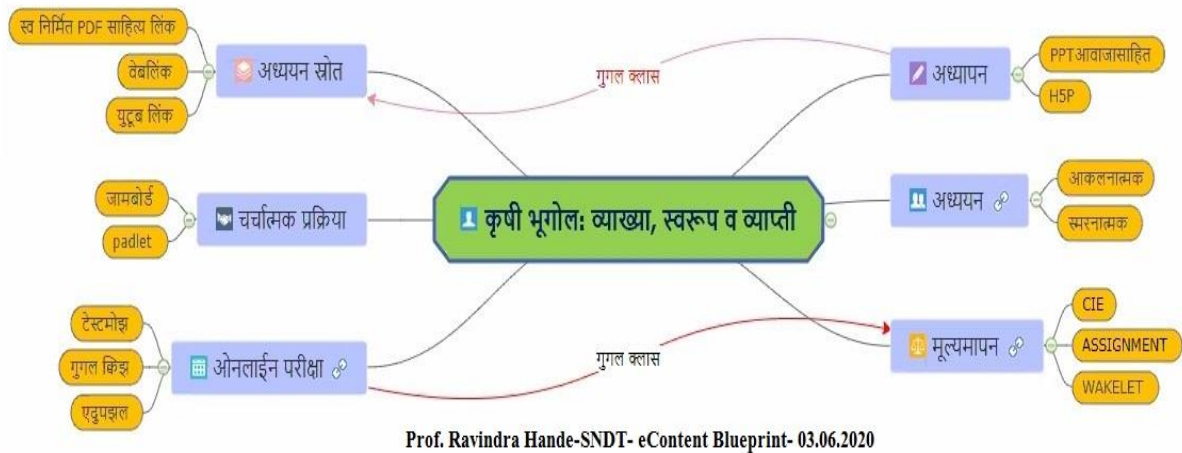 स्व निर्मित PDF साहित्य लिंक
वेबलिंक
युटूब लिंक
अध्ययन स्रोत
गुगल क्लास
अध्यापन
PPT आवाजासाहित
H5P
जामबोर्ड
padlet
चर्चात्मक प्रक्रिया
कृषी भूगोल: व्याख्या, स्वरूप व व्याप्ती
अध्ययन
आकलनात्मक
स्मरनात्मक
टेस्टमोझ
गुगल क्विझ
एदुपझल
ओनलाईन परीक्षा
गुगल क्लास
मूल्यमापन
CIE
ASSIGNMENT
WAKELET
Prof. Ravindra Hande-SNDT- eContent Blueprint- 03.06.2020